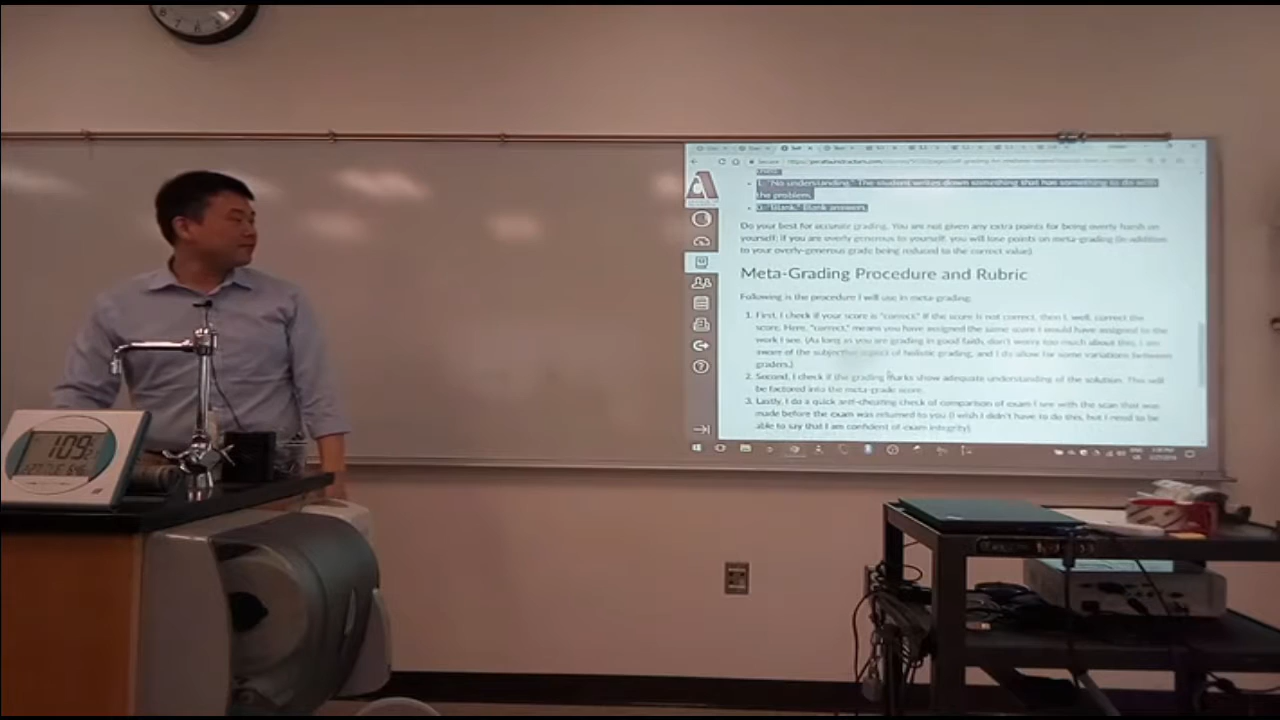 1: "No understanding." The student writes down something that has something to do with
the problem.
0: "Blank." Blank answers.
Do your best for accurate grading. You are not given any extra points for being overly harsh on
yourself; if you are overly generous to yourself, you will lose points on meta-grading (in addition
to your overly-generous grade being reduced to the correct value).
Meta-Grading Procedure and Rubric
Following is the procedure I will use in meta-grading:
1. First, I check if your score is "correct." If the score is not correct, then I, well, correct the
score. Here, "correct," means you have assigned the same score I would have assigned to the
work I see. (As long as you are grading in good faith, don't worry too much about this. I am
aware of the subjective aspect of holistic grading, and I do allow for some variations between
graders.)
2. Second, I check if the grading marks show adequate understanding of the solution. This will
be factored into the meta-grade score.
3. Lastly, I do a quick anti-cheating check of comparison of exam I see with the scan that was
made before the exam was returned to you (I wish I didn't have to do this, but I need to be
able to say that I am confident of exam integrity).
109